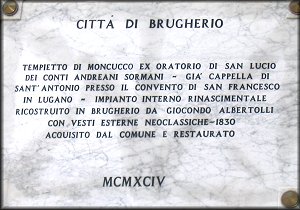 CITTÀ DI BRUGHERIO
TEMPIETTO DI MONCUCCO EX ORATORIO DI SAN LUCIO
DEI CONTI ANDREANI SORMANI - GIA' CAPPELLA DI
SANT'ANTONIO PRESSO IL CONVENTO DI SAN FRANCESCO
IN LUGANO - IMPIANTO INTERNO RINASCIMENTALE
RICOSTRUITO IN BRUGHERIO DA GIOCONDO ALBERTOLLI
CON VESTI ESTERNE NEOCLASSICHE-1830
ACQUISITO DAL COMUNE E RESTAURATO
MCMXCIV